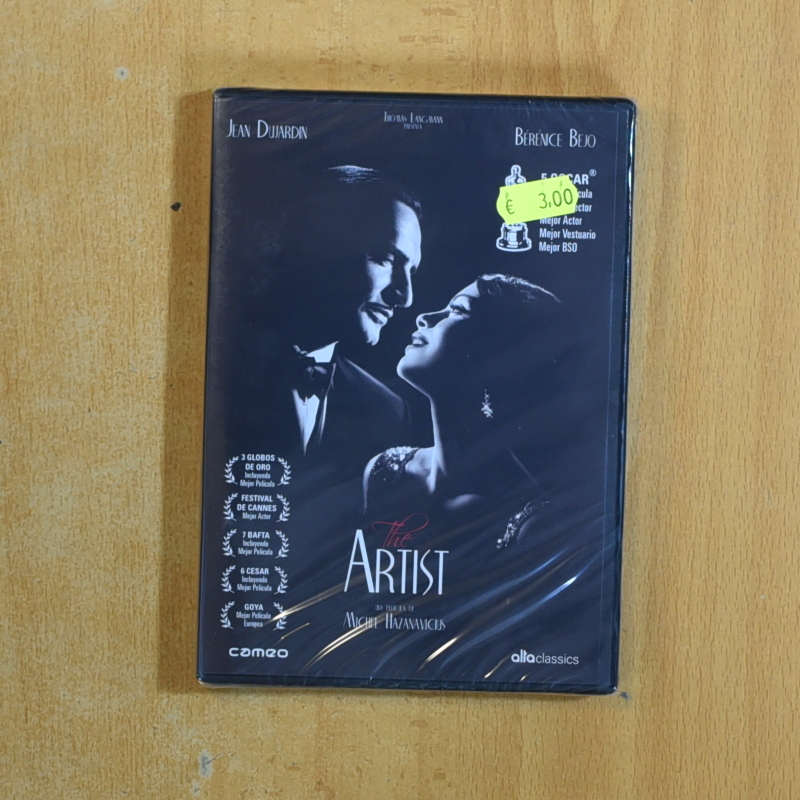 JEAN DUJARDIN
THOMAS LANGMANN
PRESENTA
BÉRÉNICE BEJO
5 OSCAR®
€ 3,00
Mejor Actor
Mejor Vestuario
Mejor BSO
3 GLOBOS
DE ORO
Incluyendo
Mejor Película
FESTIVAL
DE CANNES
Mejor Actor
7 BAFTA
Incluyendo
Mejor Película
6 CESAR
Incluyendo
Mejor Película
GOYA
Mejor Película
Europea
The
ARTIST
UNA PELÍCULA DE
MICHEL HAZANAVICIUS
cameo
altaclassics